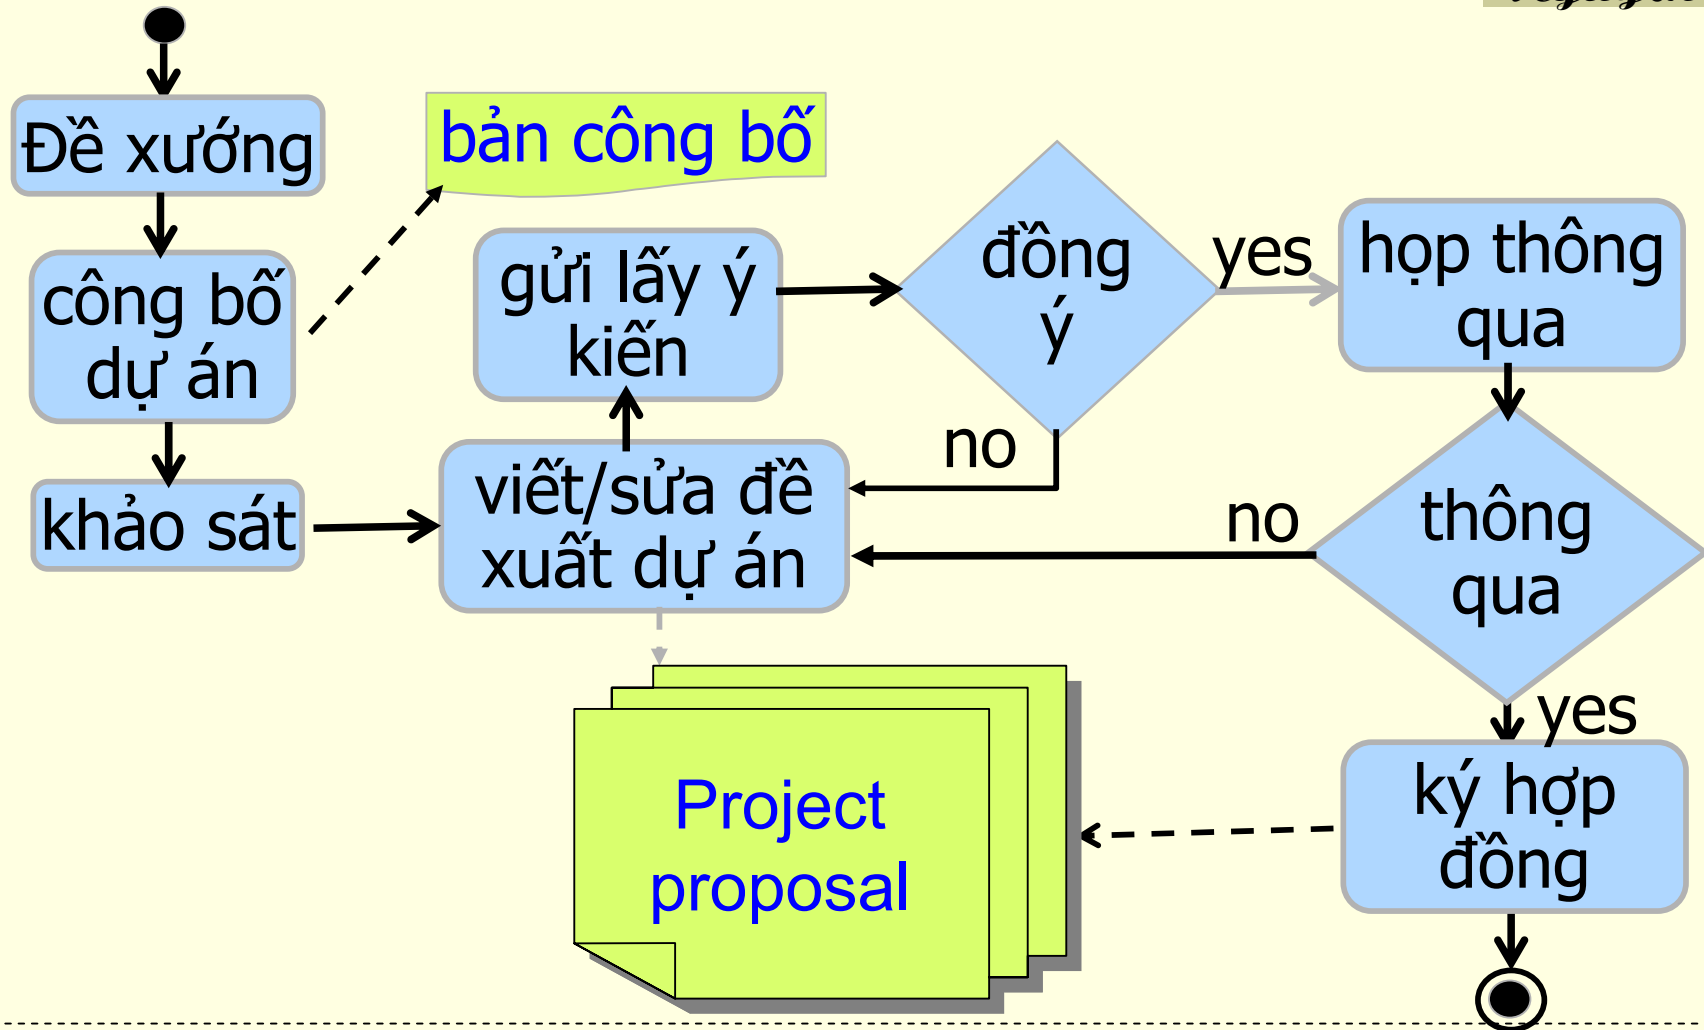 Đề xướng
bản công bố
công bố
dự án
gửi lấy ý
kiến
đồng
ý
yes
họp thông
qua
khảo sát
viết/sửa đề
xuất dự án
no
no
thông
qua
yes
Project
proposal
ký hợp
đồng